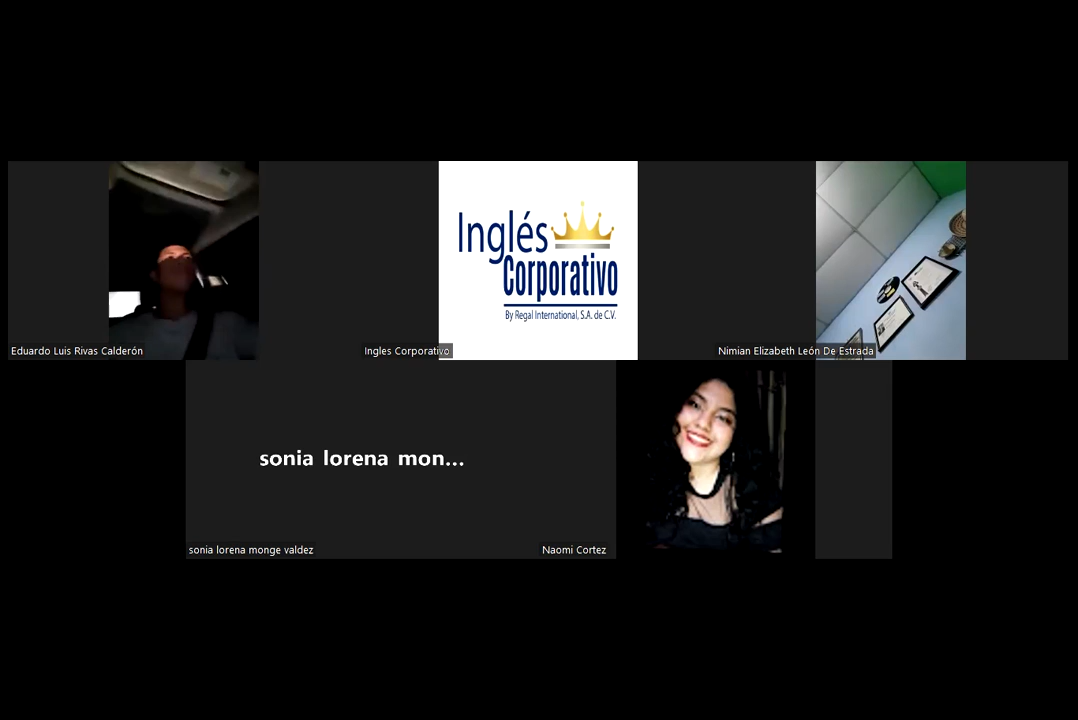 Inglés
Corporativo
By Regal International, S.A. de C.V.
Eduardo Luis Rivas Calderón
Ingles Corporativo
Nimian Elizabeth León De Estrada
sonia lorena mon...
sonia lorena monge valdez
Naomi Cortez